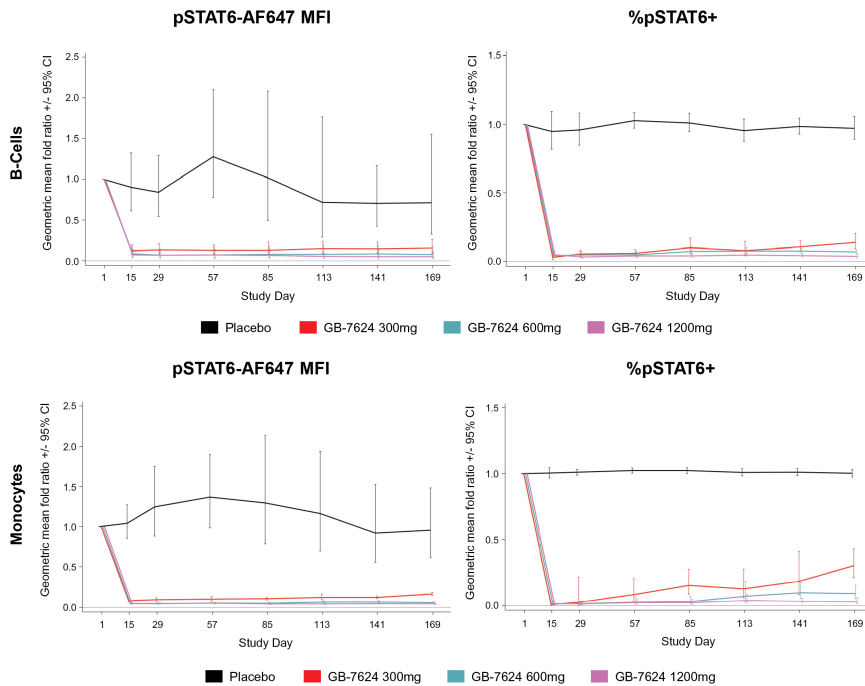 pSTAT6-AF647 MFI
%pSTAT6+
B-Cells
Geometric mean fold ratio +/- 95% CI
2.5
2.0
1.5
1.0
0.5
0.0
1 15 29 57 85 113 141 169
Study Day
Geometric mean fold ratio +/- 95% CI
1.5
1.0
0.5
0.0
1 15 29 57 85 113 141 169
Study Day
Placebo GB-7624 300mg GB-7624 600mg GB-7624 1200mg
pSTAT6-AF647 MFI
%pSTAT6+
Monocytes
Geometric mean fold ratio +/- 95% CI
2.5
2.0
1.5
1.0
0.5
0.0
1 15 29 57 85 113 141 169
Study Day
Geometric mean fold ratio +/- 95% CI
1.5
1.0
0.5
0.0
1 15 29 57 85 113 141 169
Study Day
Placebo GB-7624 300mg GB-7624 600mg GB-7624 1200mg